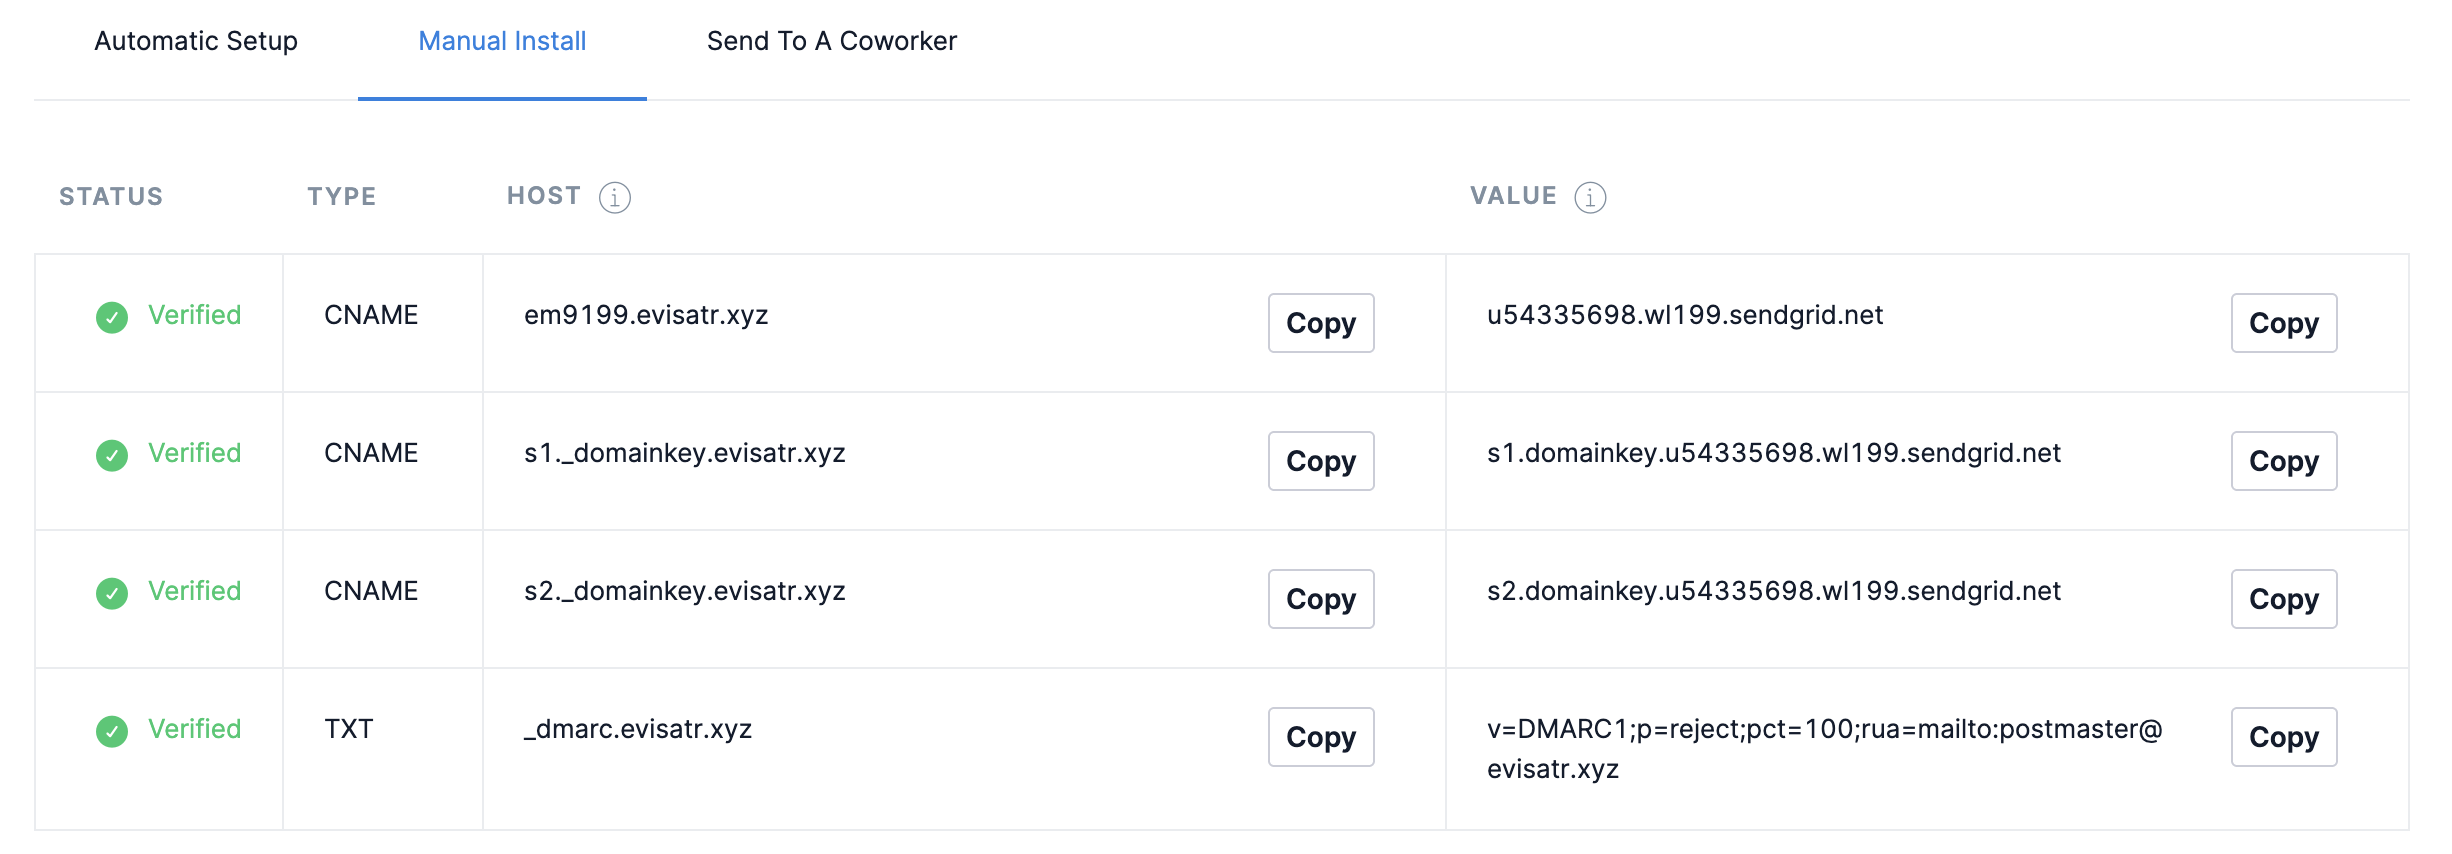 Automatic Setup Manual Install Send To A Coworker
STATUS TYPE HOST VALUE
Verified CNAME em9199.evisatr.xyz Copy u54335698.wl199.sendgrid.net Copy
Verified CNAME s1._domainkey.evisatr.xyz Copy s1.domainkey.u54335698.wl199.sendgrid.net Copy
Verified CNAME s2._domainkey.evisatr.xyz Copy s2.domainkey.u54335698.wl199.sendgrid.net Copy
Verified TXT _dmarc.evisatr.xyz Copy v=DMARC1;p=reject;pct=100;rua=mailto:postmaster@ Copy
evisatr.xyz